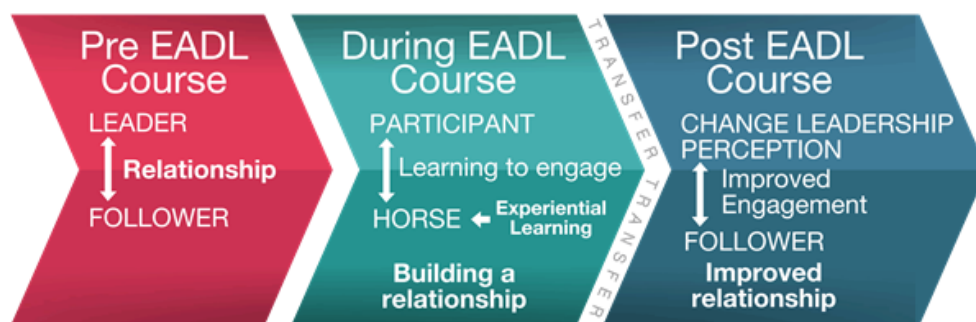 Pre EADL
Course
LEADER
Relationship
FOLLOWER
During EADL
Course
PARTICIPANT
Learning to engage
HORSE
Experiential
Learning
Building a
relationship
TRANSFER TRANSFER
Post EADL
Course
CHANGE LEADERSHIP
PERCEPTION
Improved
Engagement
FOLLOWER
Improved
relationship